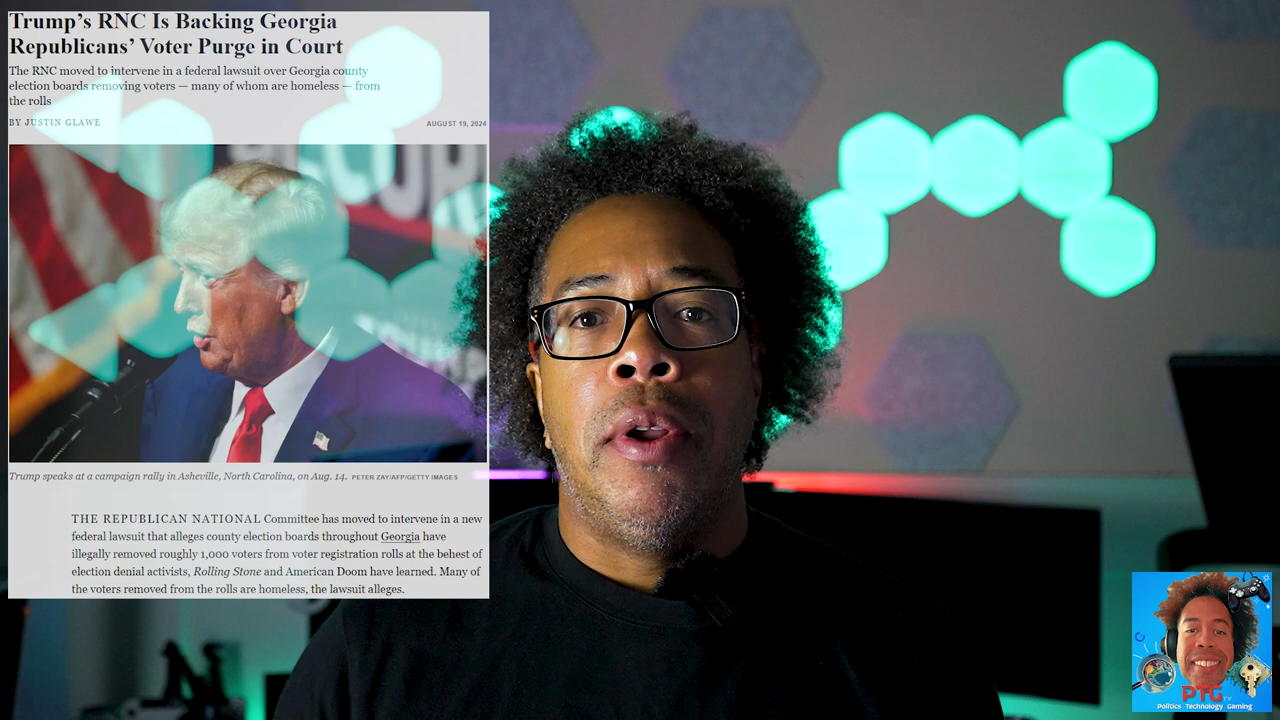 Trump’s RNC Is Backing Georgia
Republicans’ Voter Purge in Court
The RNC moved to intervene in a federal lawsuit over Georgia county
election boards removing voters — many of whom are homeless — from
the rolls
BY JUSTIN GLAWE
AUGUST 19, 2024
Trump speaks at a campaign rally in Asheville, North Carolina, on Aug. 14. PETER ZAY/AFP/GETTY IMAGES
THE REPUBLICAN NATIONAL Committee has moved to intervene in a new
federal lawsuit that alleges county election boards throughout Georgia have
illegally removed roughly 1,000 voters from voter registration rolls at the behest of
election denial activists, Rolling Stone and American Doom have learned. Many of
the voters removed from the rolls are homeless, the lawsuit alleges.
PTG TV
Politics Technology Gaming